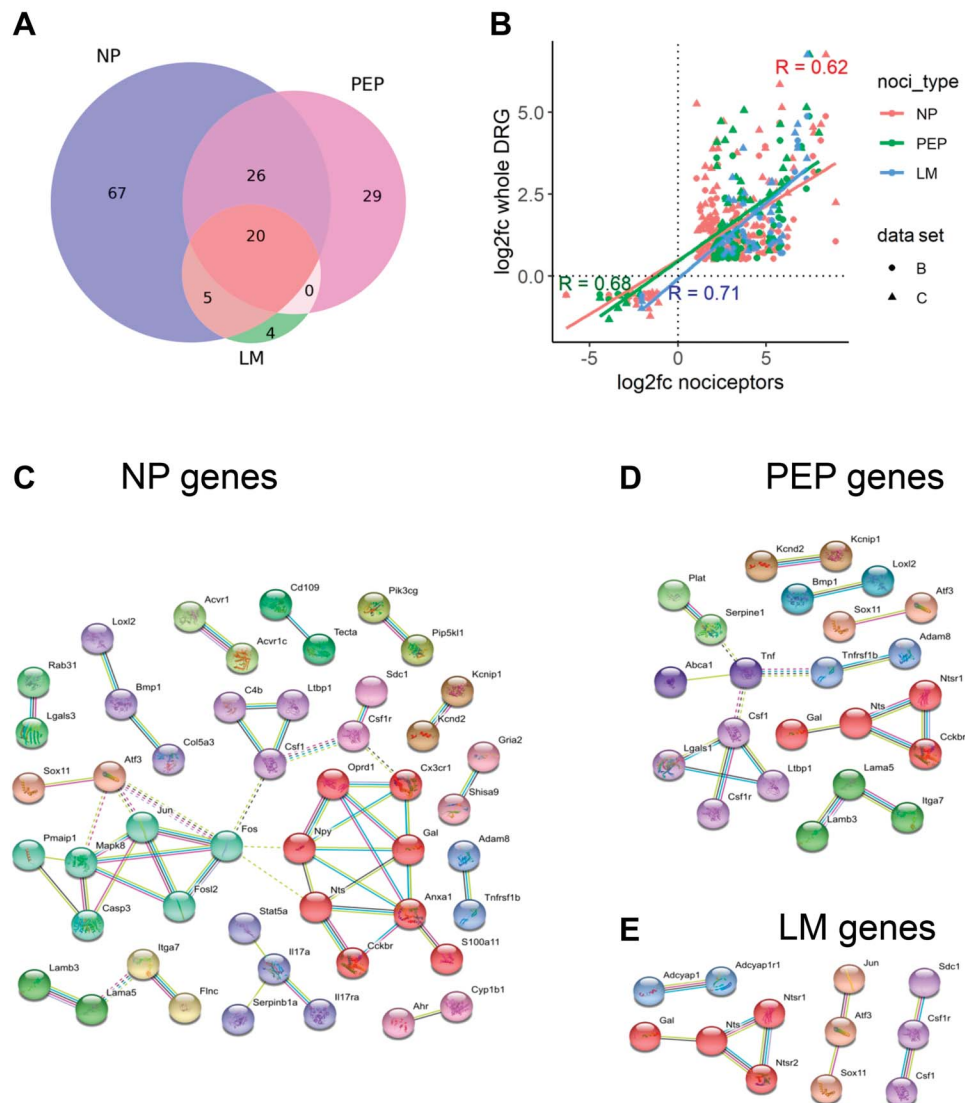 A
NP
PEP
67
26
29
20
5
0
4
LM
B
R = 0.62
R = 0.68
R = 0.71
log2fc whole DRG
5.0
2.5
0.0
-5
0
5
log2fc nociceptors
noci_type
NP
PEP
LM
data set
B
C
C NP genes
Loxl2
Rab31
Lgals3
Bmp1
Col5a3
Acvr1
Acvr1c
Cd109
Tecta
Pik3cg
Pip5kl1
C4b
Ltbp1
Csf1
Sdc1
Csf1r
Kcnip1
Kcnd2
Gria2
Shisa9
Sox11
Atf3
Jun
Fos
Pmaip1
Mapk8
Fosl2
Casp3
Oprd1
Cx3cr1
Npy
Gal
Nts
Anxa1
Cckbr
S100a11
Adam8
Tnfrsf1b
Stat5a
Il17a
Serpinb1a
Il17ra
Itga7
Lamb3
Lama5
Flnc
Ahr
Cyp1b1
D PEP genes
Kcnd2
Kcnip1
Plat
Serpine1
Bmp1
Loxl2
Sox11
Atf3
Abca1
Tnf
Tnfrsf1b
Adam8
Csf1
Gal
Nts
Ntsr1
Cckbr
Lgals1
Ltbp1
Csf1r
Lama5
Lamb3
Itga7
E LM genes
Adcyap1
Adcyap1r1
Gal
Nts
Ntsr1
Ntsr2
Jun
Atf3
Sox11
Sdc1
Csf1r
Csf1